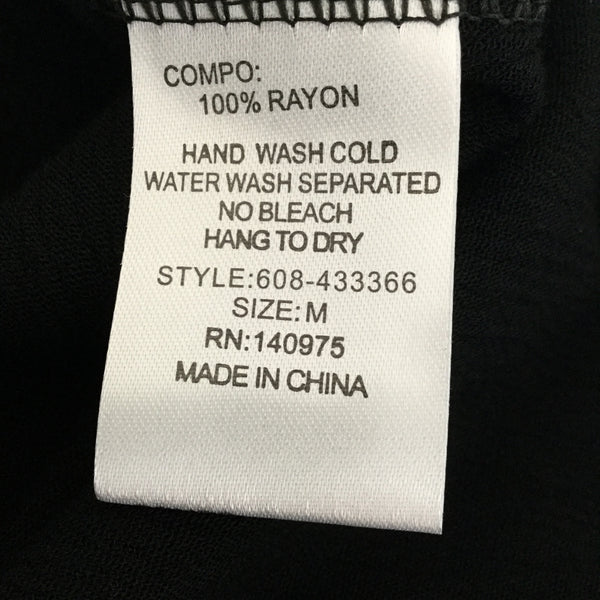 COMPO:
100% RAYON
HAND WASH COLD
WATER WASH SEPARATED
NO BLEACH
HANG TO DRY
STYLE:608-433366
SIZE:M
RN:140975
MADE IN CHINA